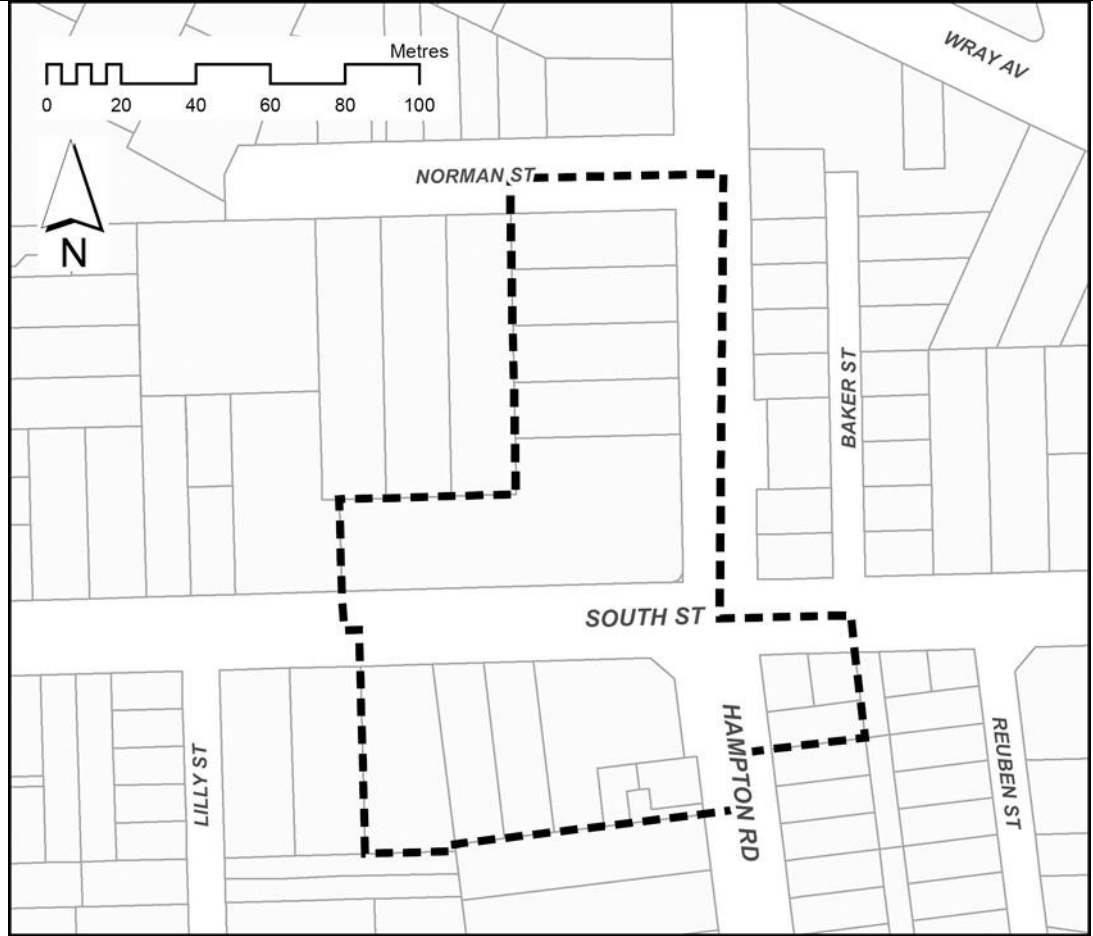 WRAY AV
Metres
0 20 40 60 80 100
NORMAN ST
N
BAKER ST
SOUTH ST
HAMPTON RD
LILLY ST
REUBEN ST